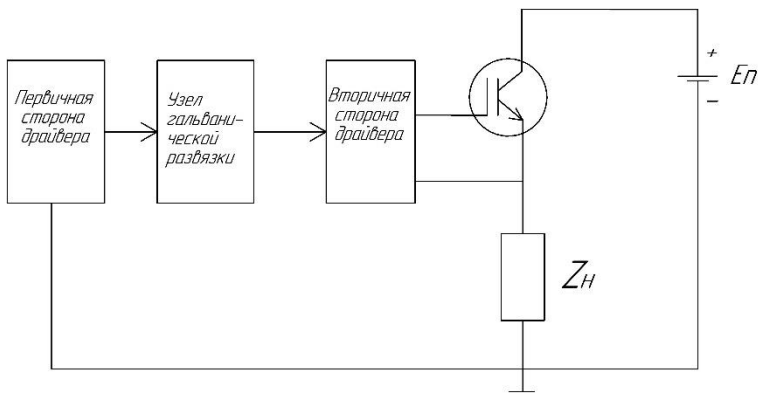 Первичная
сторона
драйвера
Узел
гальвани-
ческой
развязки
Вторичная
сторона
драйвера
+
Еп
−
Zн